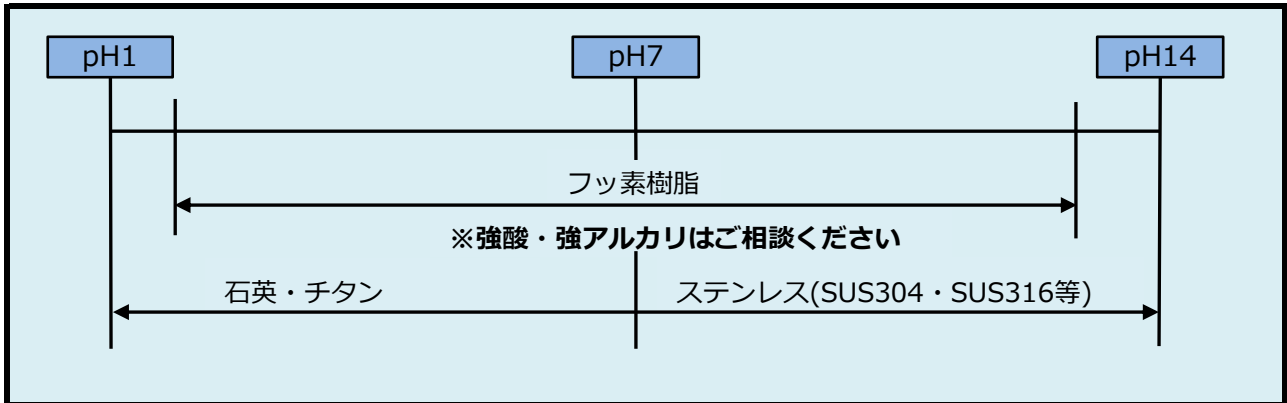 pH1
pH7
pH14
フッ素樹脂
※強酸・強アルカリはご相談ください
石英・チタン
ステンレス(SUS304・SUS316等)